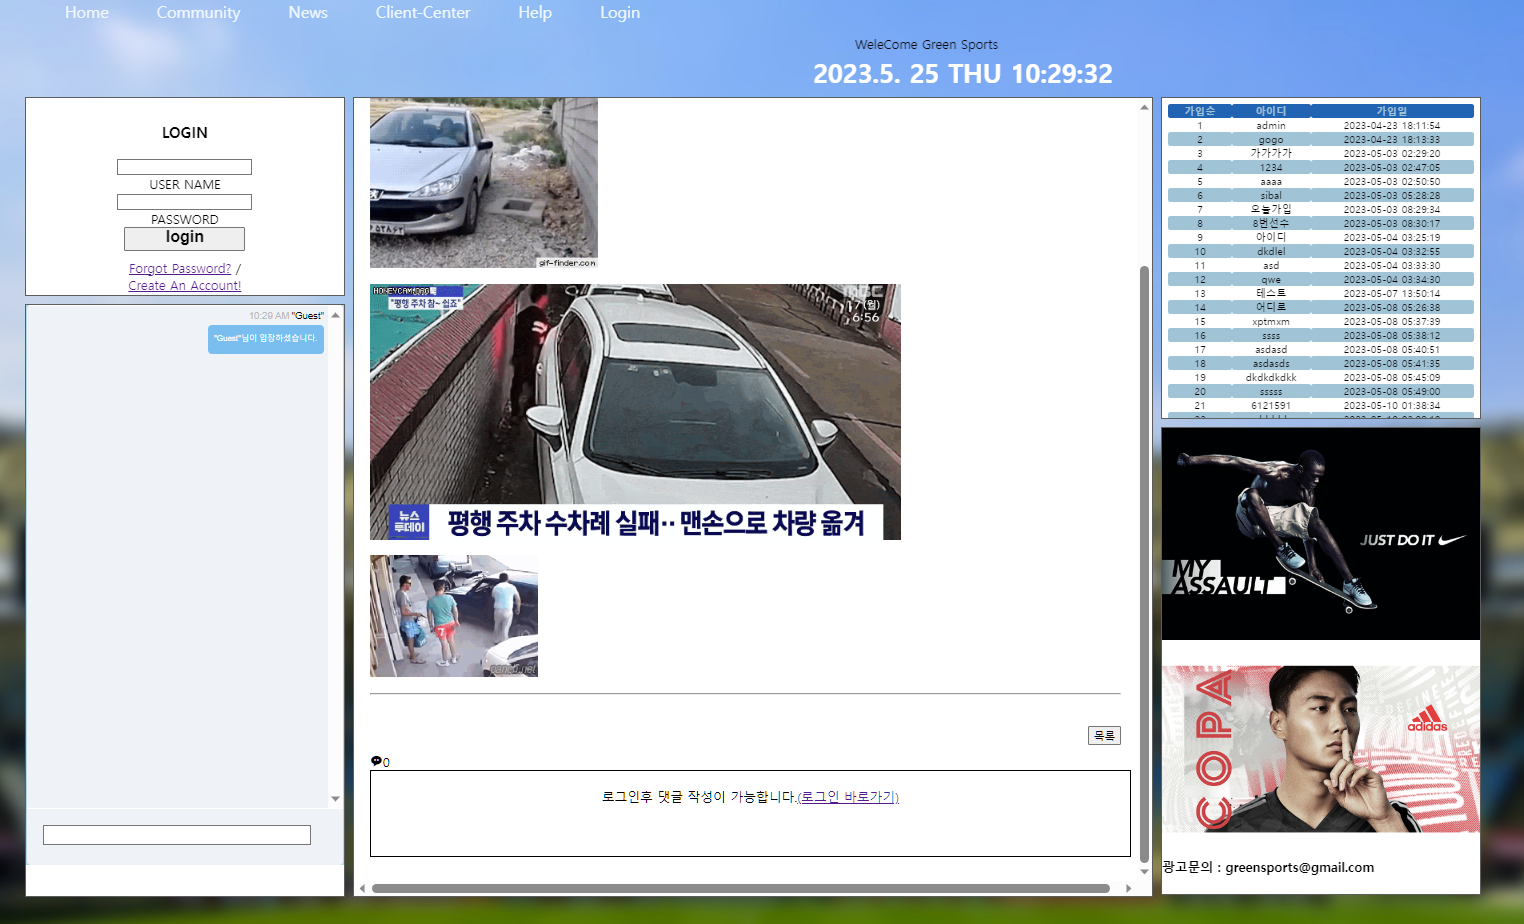 Home Community News Client-Center Help Login
WeleCome Green Sports
2023.5. 25 THU 10:29:32
LOGIN
USER NAME
PASSWORD
login
Forgot Password? /
Create An Account!
10:29 AM "Guest"
"Guest"님이 입장하셨습니다.
gif-finder.com
HONEYCAM
"평행 주차 참~ 쉽죠"
MBC
17(월)
6:56
뉴스
투데이
평행 주차 수차례 실패‥ 맨손으로 차량 옮겨
목록
0
로그인후 댓글 작성이 가능합니다.(로그인 바로가기)
가입순 아이디 가입일
1 admin 2023-04-23 18:11:54
2 gogo 2023-04-23 18:13:33
3 가가가가 2023-05-03 02:29:20
4 1234 2023-05-03 02:47:05
5 aaaa 2023-05-03 02:50:50
6 sibal 2023-05-03 05:28:28
7 오늘가입 2023-05-03 08:29:34
8 8번선수 2023-05-03 08:30:17
9 아이디 2023-05-04 03:25:19
10 dkdlel 2023-05-04 03:32:55
11 asd 2023-05-04 03:33:30
12 qwe 2023-05-04 03:34:30
13 테스트 2023-05-07 13:50:14
14 어디르 2023-05-08 05:26:38
15 xptmxm 2023-05-08 05:37:39
16 ssss 2023-05-08 05:38:12
17 asdasd 2023-05-08 05:40:51
18 asdasds 2023-05-08 05:41:35
19 dkdkdkdkk 2023-05-08 05:45:09
20 sssss 2023-05-08 05:49:00
21 6121591 2023-05-10 01:38:34
JUST DO IT
MY
ASSAULT
COPA
adidas
광고문의 : greensports@gmail.com